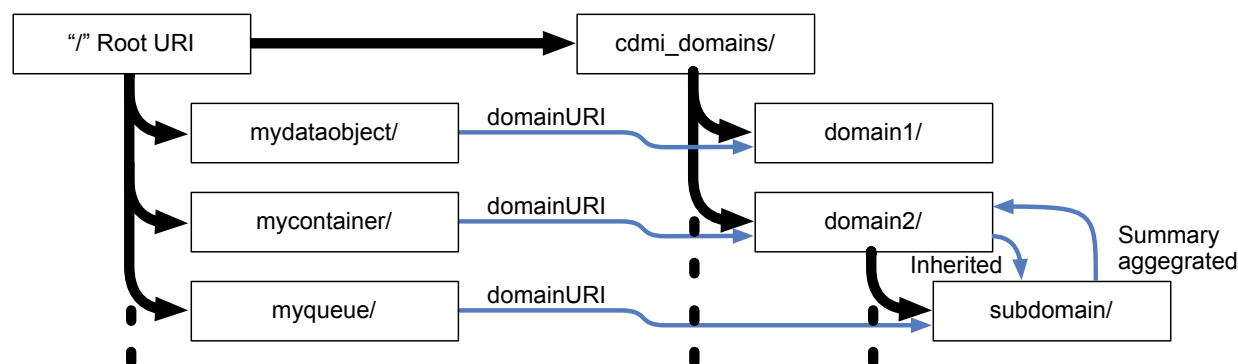 “/” Root URI
cdmi_domains/
mydataobject/
domainURI
domain1/
mycontainer/
domainURI
domain2/
Summary
aggegrated
Inherited
myqueue/
domainURI
subdomain/